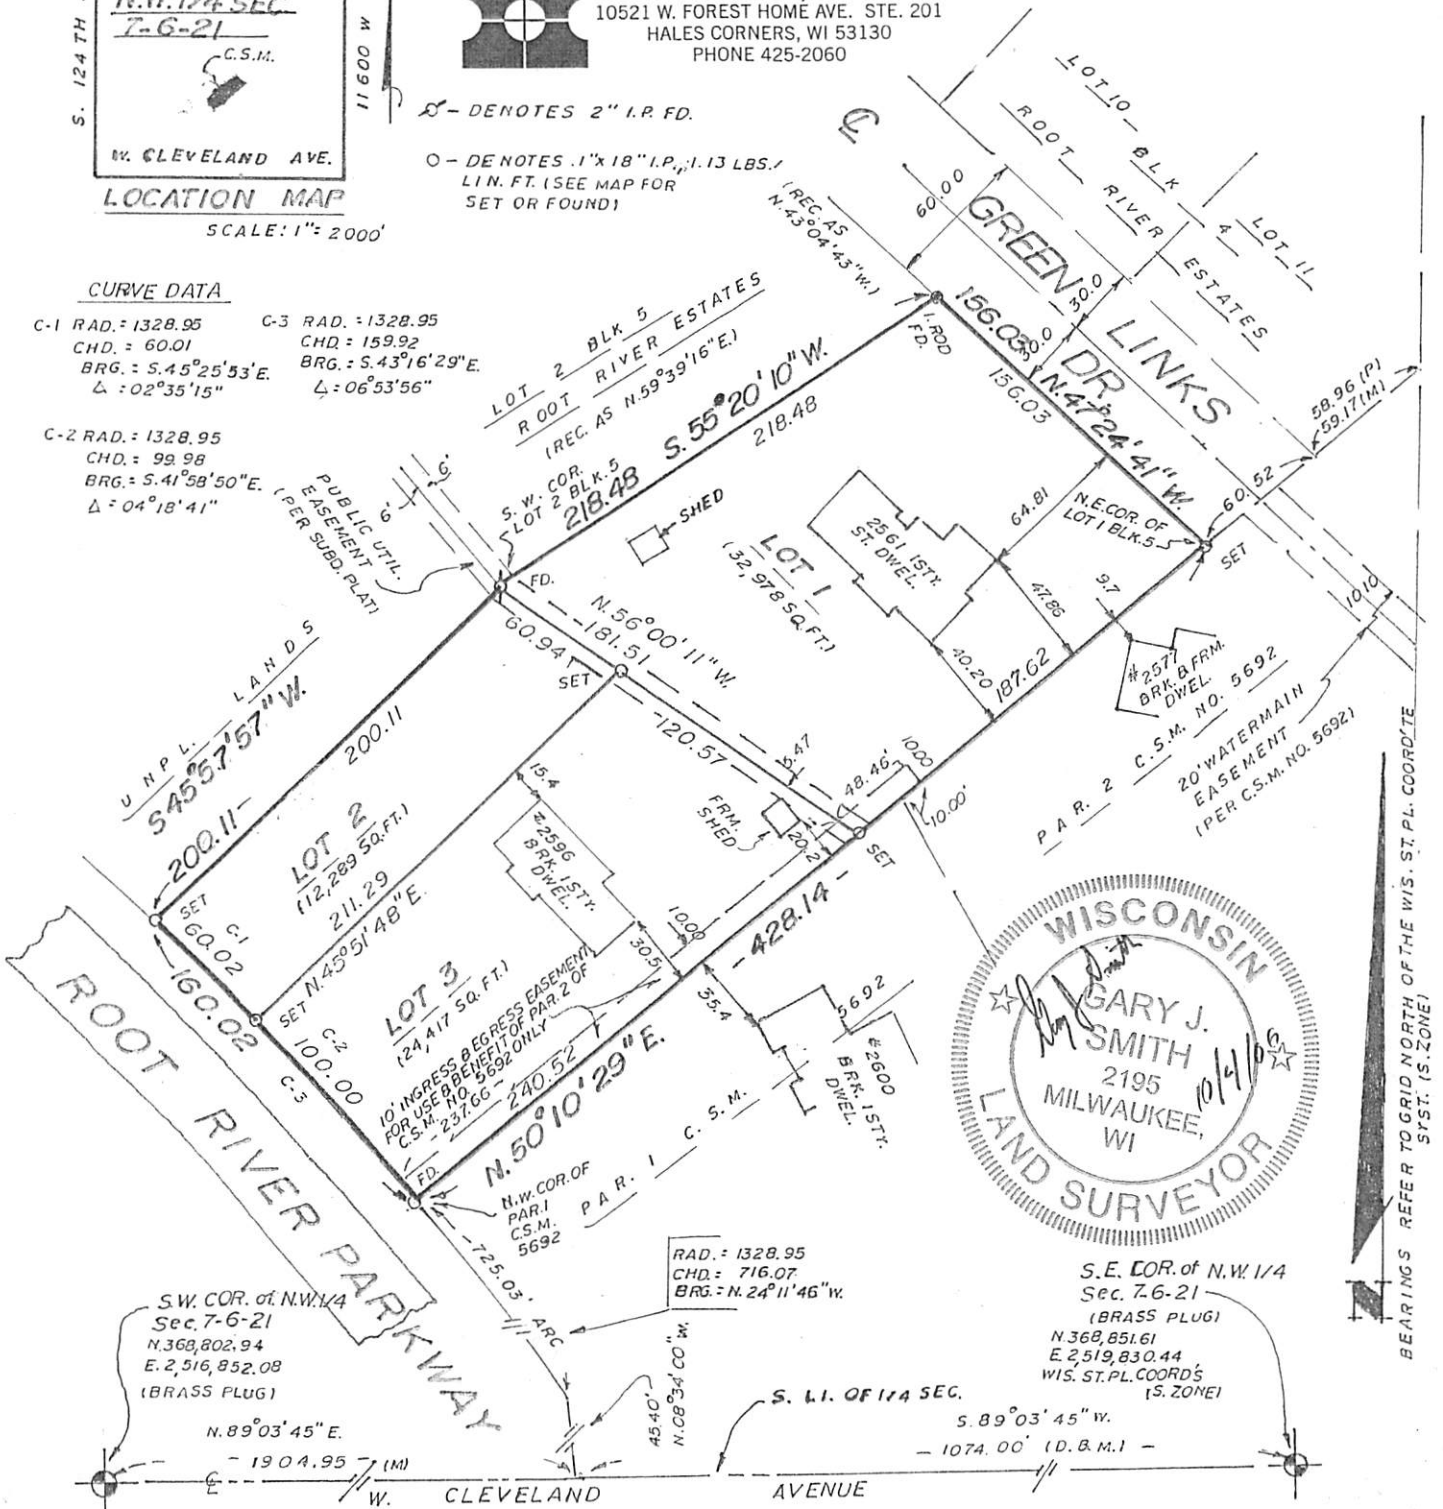 N.W. 1/4 SEC.
7-6-21
C.S.M.
S. 124 TH
11600 W
W. CLEVELAND AVE.
LOCATION MAP
SCALE: 1"= 2000'
10521 W. FOREST HOME AVE. STE. 201
HALES CORNERS, WI 53130
PHONE 425-2060
- DENOTES 2" I.P. FD.
O - DENOTES 1"x 18" I.P., 1.13 LBS./
LIN. FT. (SEE MAP FOR
SET OR FOUND)
CURVE DATA
C-1 RAD.: 1328.95
CHD. = 60.01
BRG. = S.45°25'53"E.
Δ : 02°35'15"
C-3 RAD. : 1328.95
CHD. = 159.92
BRG. = S.43°16'29"E.
Δ : 06°53'56"
C-2 RAD. : 1328.95
CHD. = 99.98
BRG. = S.41°58'50"E.
Δ = 04°18'41"
LOT 10 - BLK 4
ROOT RIVER ESTATES
LOT 11
℄
(REC. AS
N.43°04'43"W.)
60.00
GREEN LINKS
DR.
30.0
30.0
156.03
N.47°24'41"W.
156.03
I. ROD
FD.
58.96 (P)
59.17 (M)
60.52
N.E. COR. OF
LOT 1 BLK. 5
SET
LOT 2 BLK 5
ROOT RIVER ESTATES
(REC. AS N.59°39'16"E.)
S. 55°20'10" W.
218.48
218.48
S. W. COR.
LOT 2 BLK. 5
6'
6'
PUBLIC UTIL.
EASEMENT
(PER SUBD. PLAT)
FD.
SHED
LOT 1
(32,978 SQ.FT.)
2561 1STY.
ST. DWEL.
64.81
47.86
40.20
9.7
187.62
#2577
BRK. & FRM.
DWEL.
10 10
PAR. 2 C.S.M. NO. 5692
20' WATERMAIN
EASEMENT
(PER C.S.M. NO. 5692)
N. 56°00'11" W.
-181.51
60.94
SET
-120.57-
5.47
48.46'
10.00
10.00'
FRM.
SHED
20.2
SET
UNPL. LANDS
S 45°57'57" W.
200.11
200.11-
LOT 2
(12,289 SQ.FT.)
211.29
N.45°51'48"E.
15.4
#2596
BRK. 1STY.
DWEL.
10.00
30.5
-428.14-
35.4
SET
60.02
C-1
160.02
SET
C-2
100.00
C-3
LOT 3
(24,417 SQ. FT.)
10' INGRESS & EGRESS EASEMENT
FOR USE & BENEFIT OF PAR. 2 OF
C.S.M. NO. 5692 ONLY
- 237.66 -
240.52
N. 50°10'29" E.
FD.
N.W. COR. OF
PAR. 1
C.S.M.
5692
PAR. 1 C. S. M. 5692
#2600
BRK. 1STY.
DWEL.
ROOT RIVER PARKWAY
725.03'
ARC
RAD. = 1328.95
CHD. = 716.07
BRG. = N. 24°11'46" W.
45.40'
N.08°34'00"W.
WISCONSIN
GARY J.
SMITH
2195
MILWAUKEE,
WI
LAND SURVEYOR
BEARINGS REFER TO GRID NORTH OF THE WIS. ST. PL. COORD'TE
SYST. (S. ZONE)
N
S.W. COR. of N.W. 1/4
Sec. 7-6-21
N.368,802.94
E.2,516,852.08
(BRASS PLUG)
S.E. COR. of N.W. 1/4
Sec. 7-6-21
(BRASS PLUG)
N.368,851.61
E.2,519,830.44
WIS. ST. PL. COORDS
(S. ZONE)
N.89°03'45" E.
- 1904.95 - (M)
S. LI. OF 1/4 SEC.
S.89°03'45" W.
- 1074.00' (D.&M.) -
℄
W. CLEVELAND AVENUE